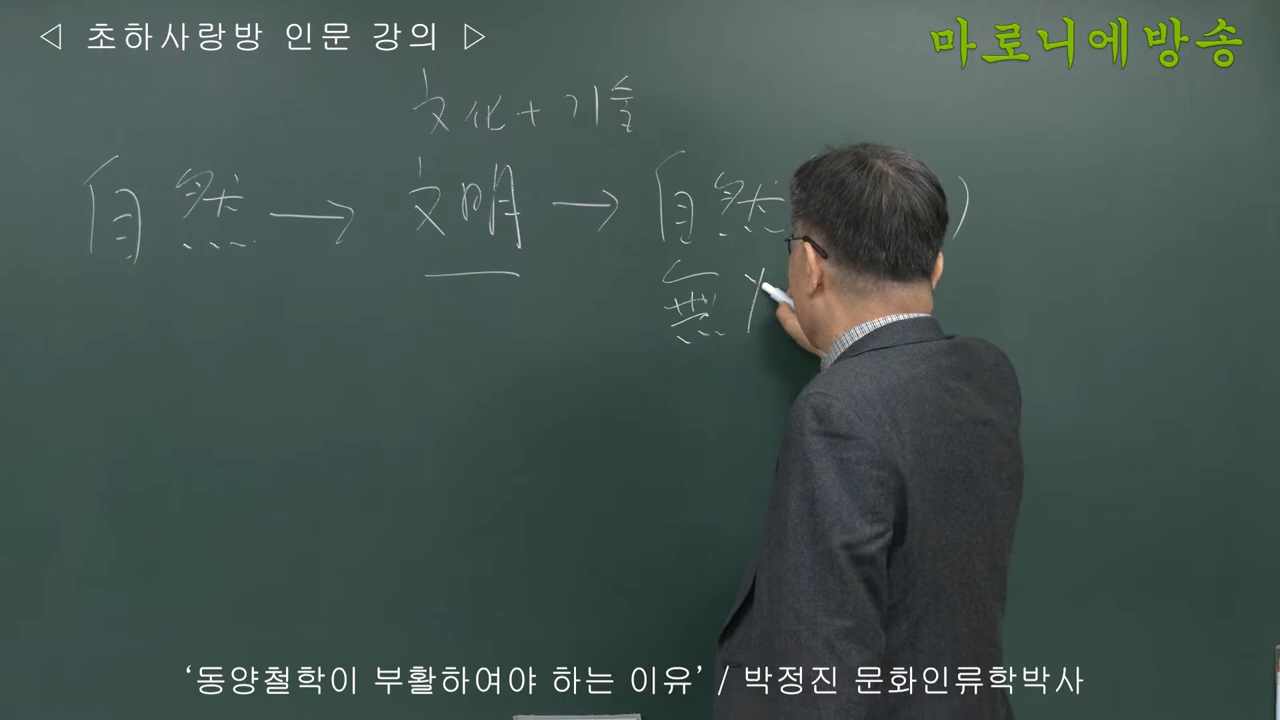 ◁ 초하사랑방 인문 강의 ▷
마로니에방송
文化+기술
自然→文明→自然 )
無
'동양철학이 부활하여야 하는 이유' / 박정진 문화인류학박사